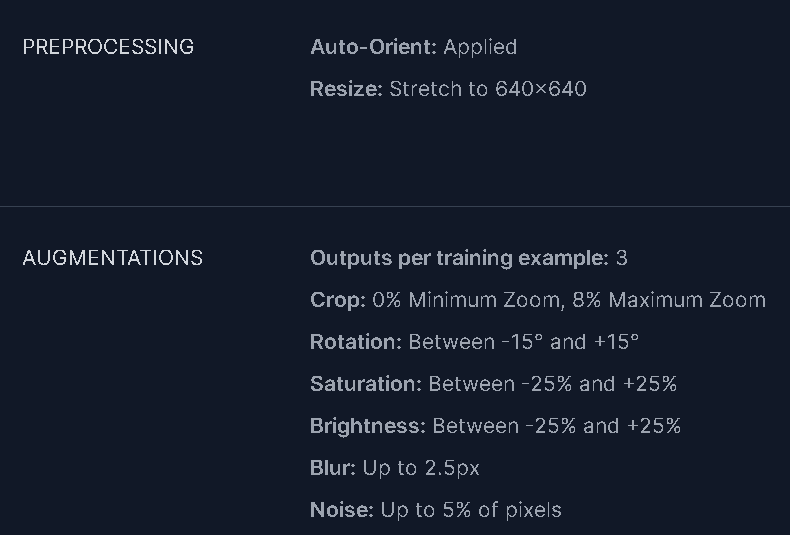 PREPROCESSING
Auto-Orient: Applied
Resize: Stretch to 640×640
AUGMENTATIONS
Outputs per training example: 3
Crop: 0% Minimum Zoom, 8% Maximum Zoom
Rotation: Between -15° and +15°
Saturation: Between -25% and +25%
Brightness: Between -25% and +25%
Blur: Up to 2.5px
Noise: Up to 5% of pixels